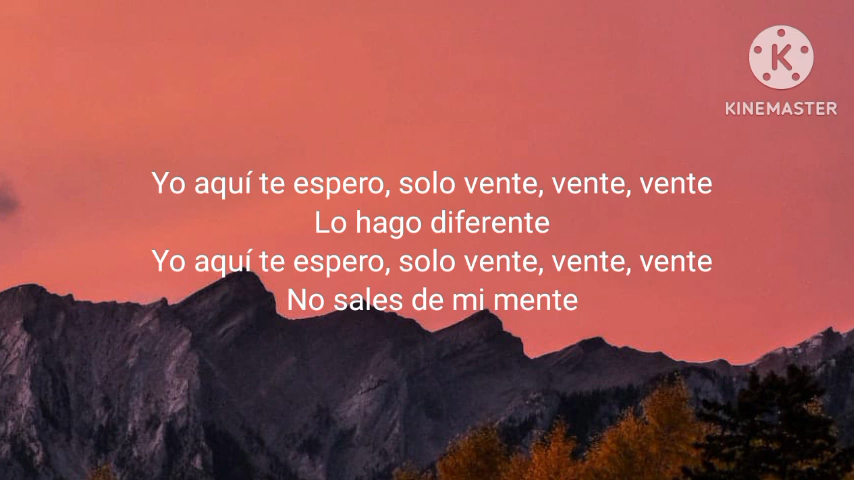 KINEMASTER
Yo aquí te espero, solo vente, vente, vente
Lo hago diferente
Yo aquí te espero, solo vente, vente, vente
No sales de mi mente